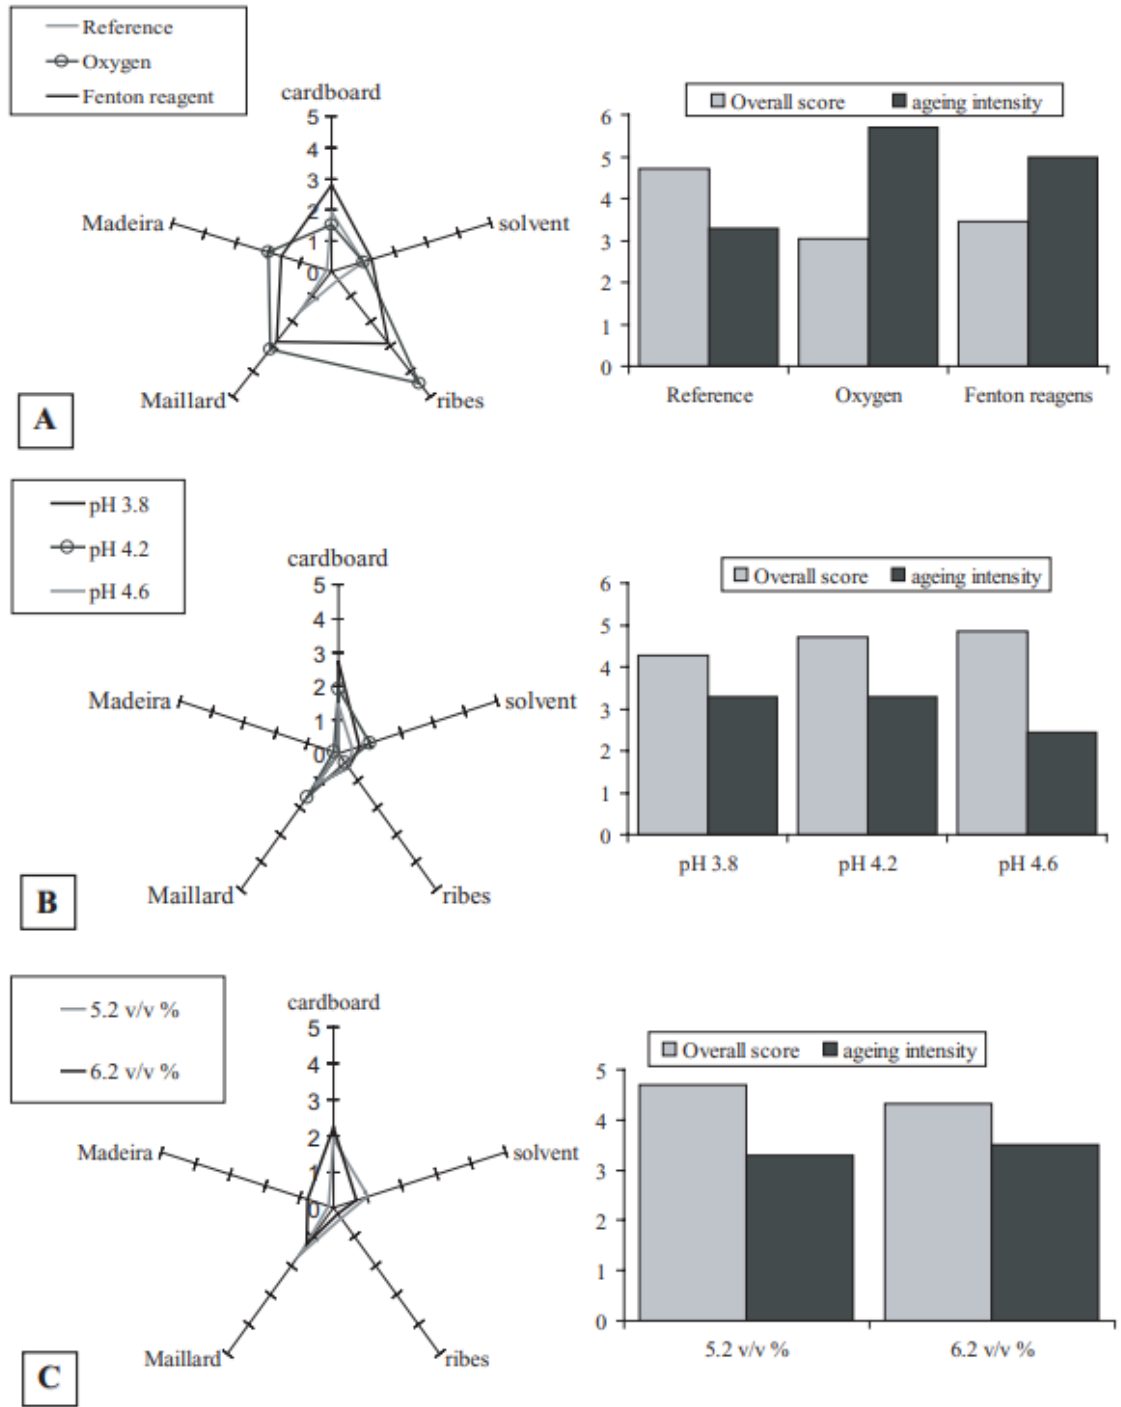 Reference
Oxygen
Fenton reagent
cardboard
5
4
3
2
1
0
Madeira
solvent
Maillard
ribes
A
Overall score ageing intensity
6
5
4
3
2
1
0
Reference Oxygen Fenton reagens
pH 3.8
pH 4.2
pH 4.6
cardboard
5
4
3
2
1
0
Madeira
solvent
Maillard
ribes
B
Overall score ageing intensity
6
5
4
3
2
1
0
pH 3.8 pH 4.2 pH 4.6
5.2 v/v %
6.2 v/v %
cardboard
5
4
3
2
1
0
Madeira
solvent
Maillard
ribes
C
Overall score ageing intensity
5
4
3
2
1
0
5.2 v/v % 6.2 v/v %